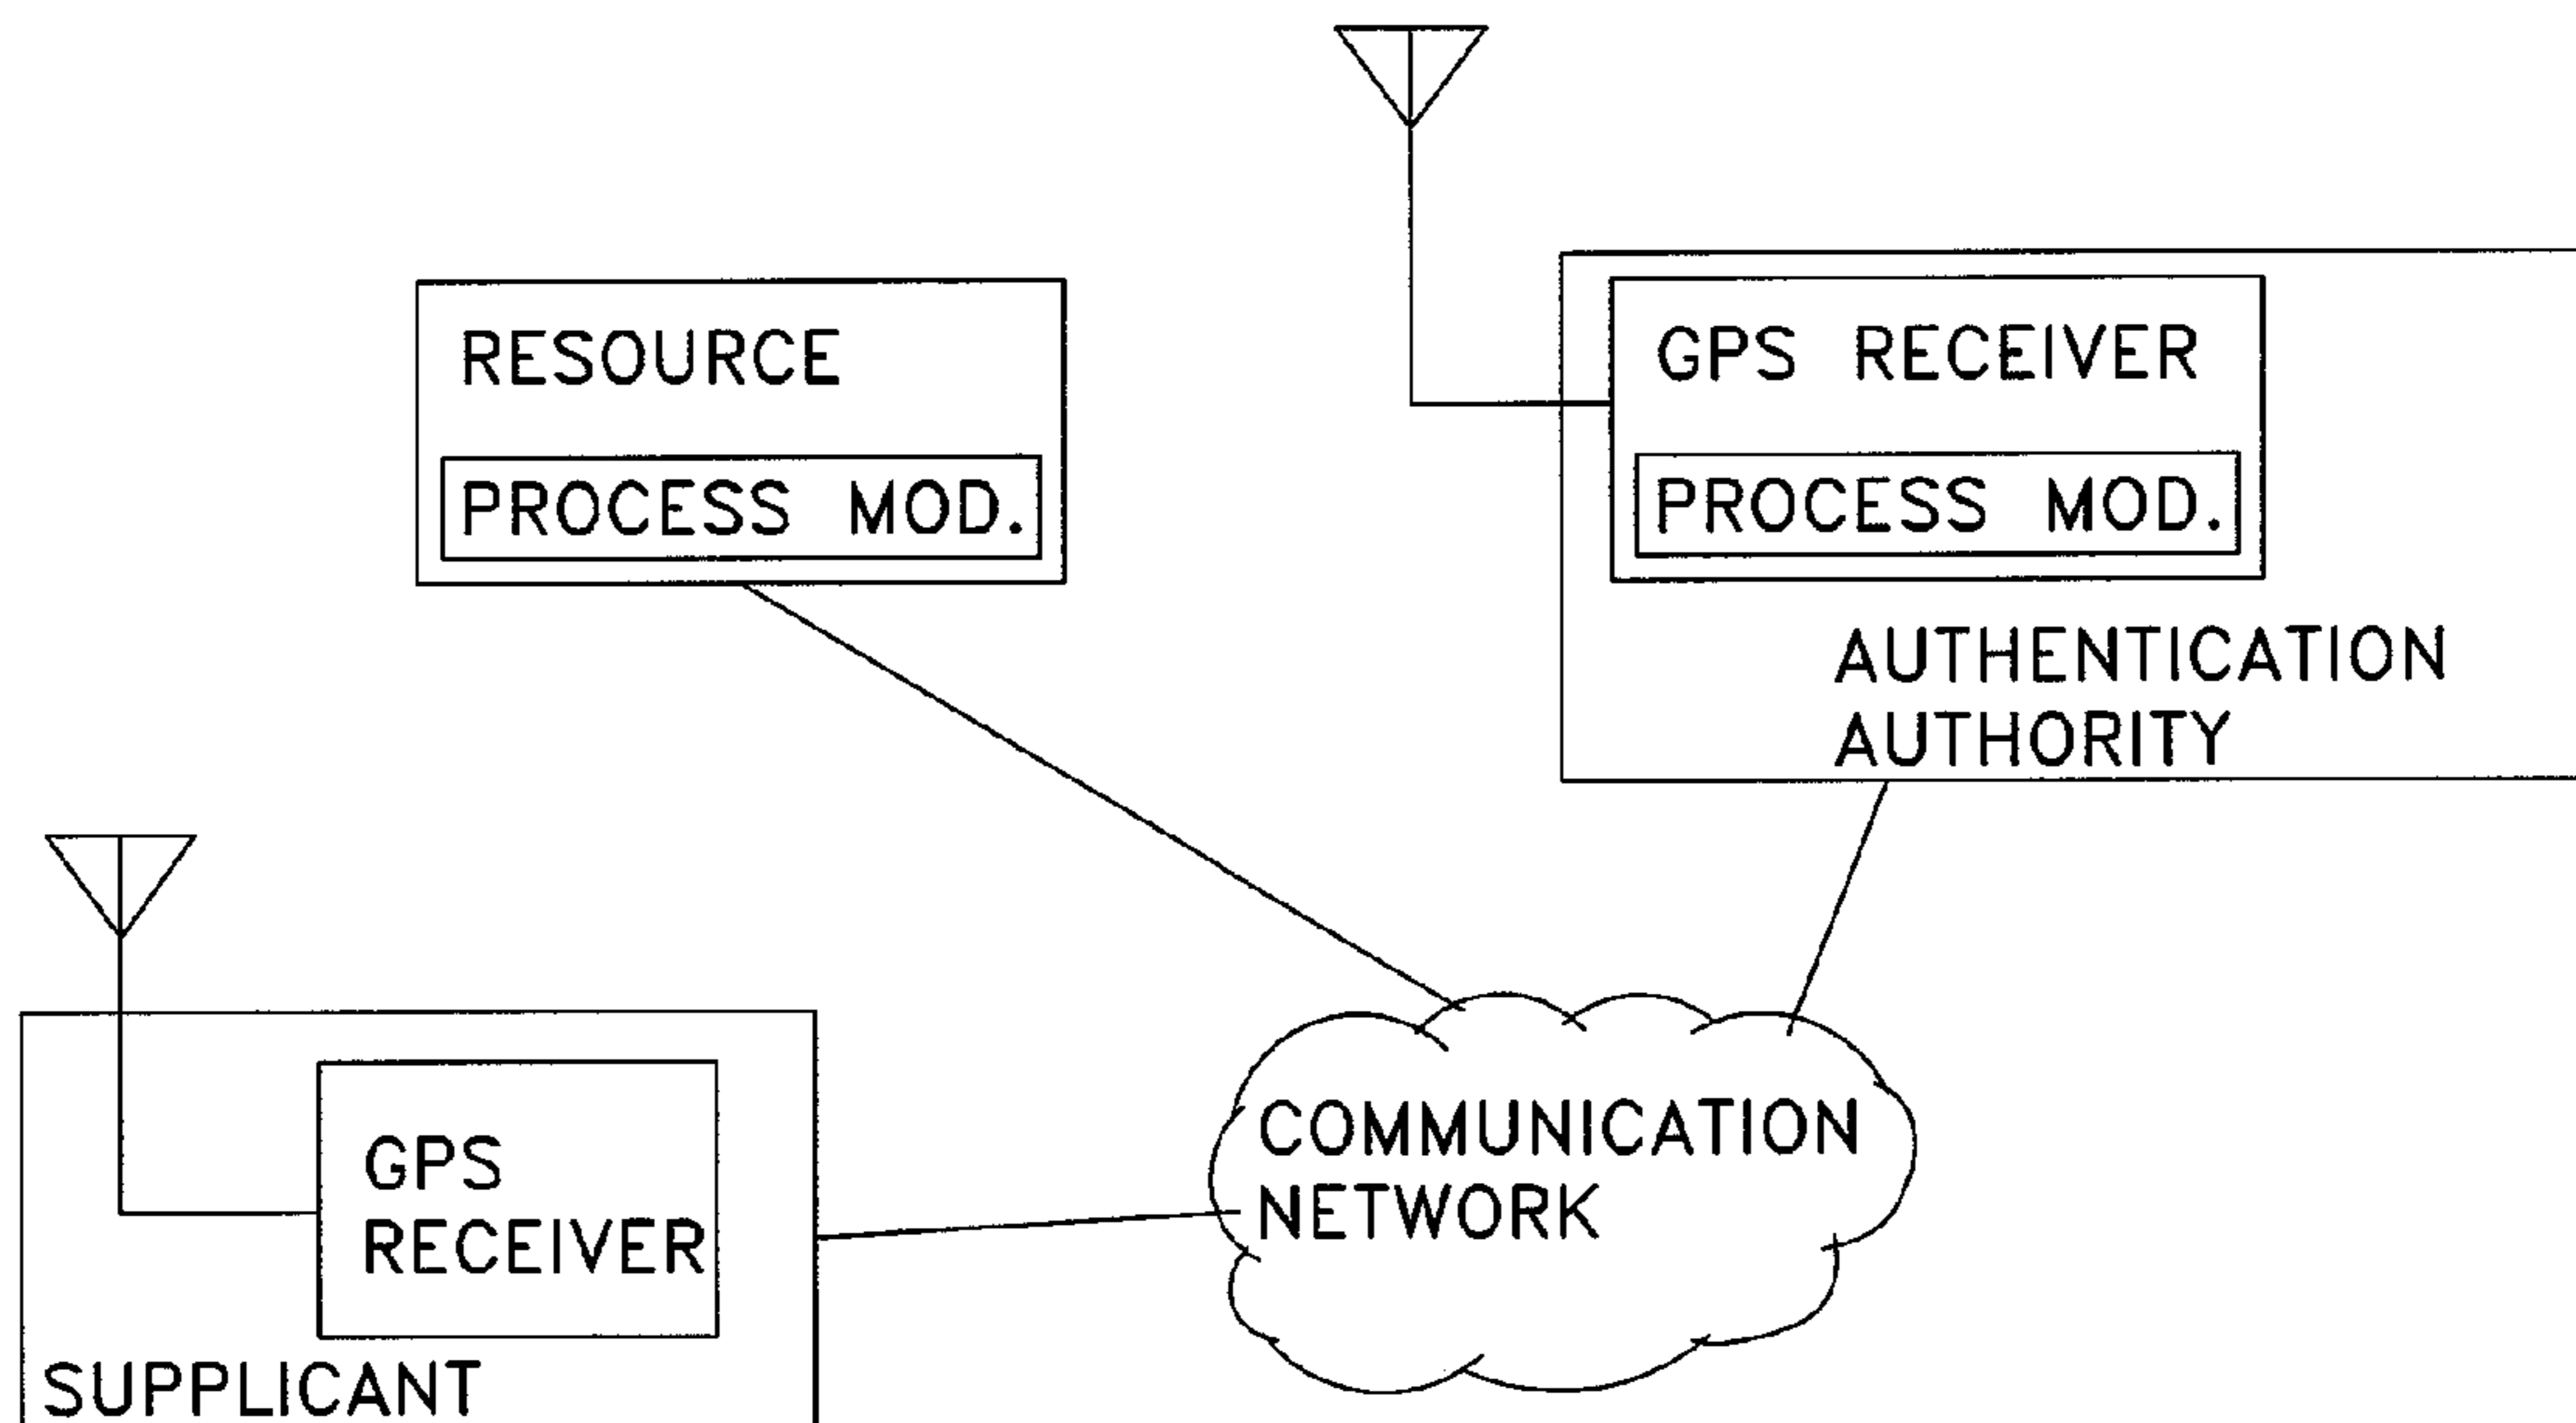 RESOURCE
PROCESS MOD.
GPS RECEIVER
PROCESS MOD.
AUTHENTICATION
AUTHORITY
GPS
RECEIVER
SUPPLICANT
COMMUNICATION
NETWORK